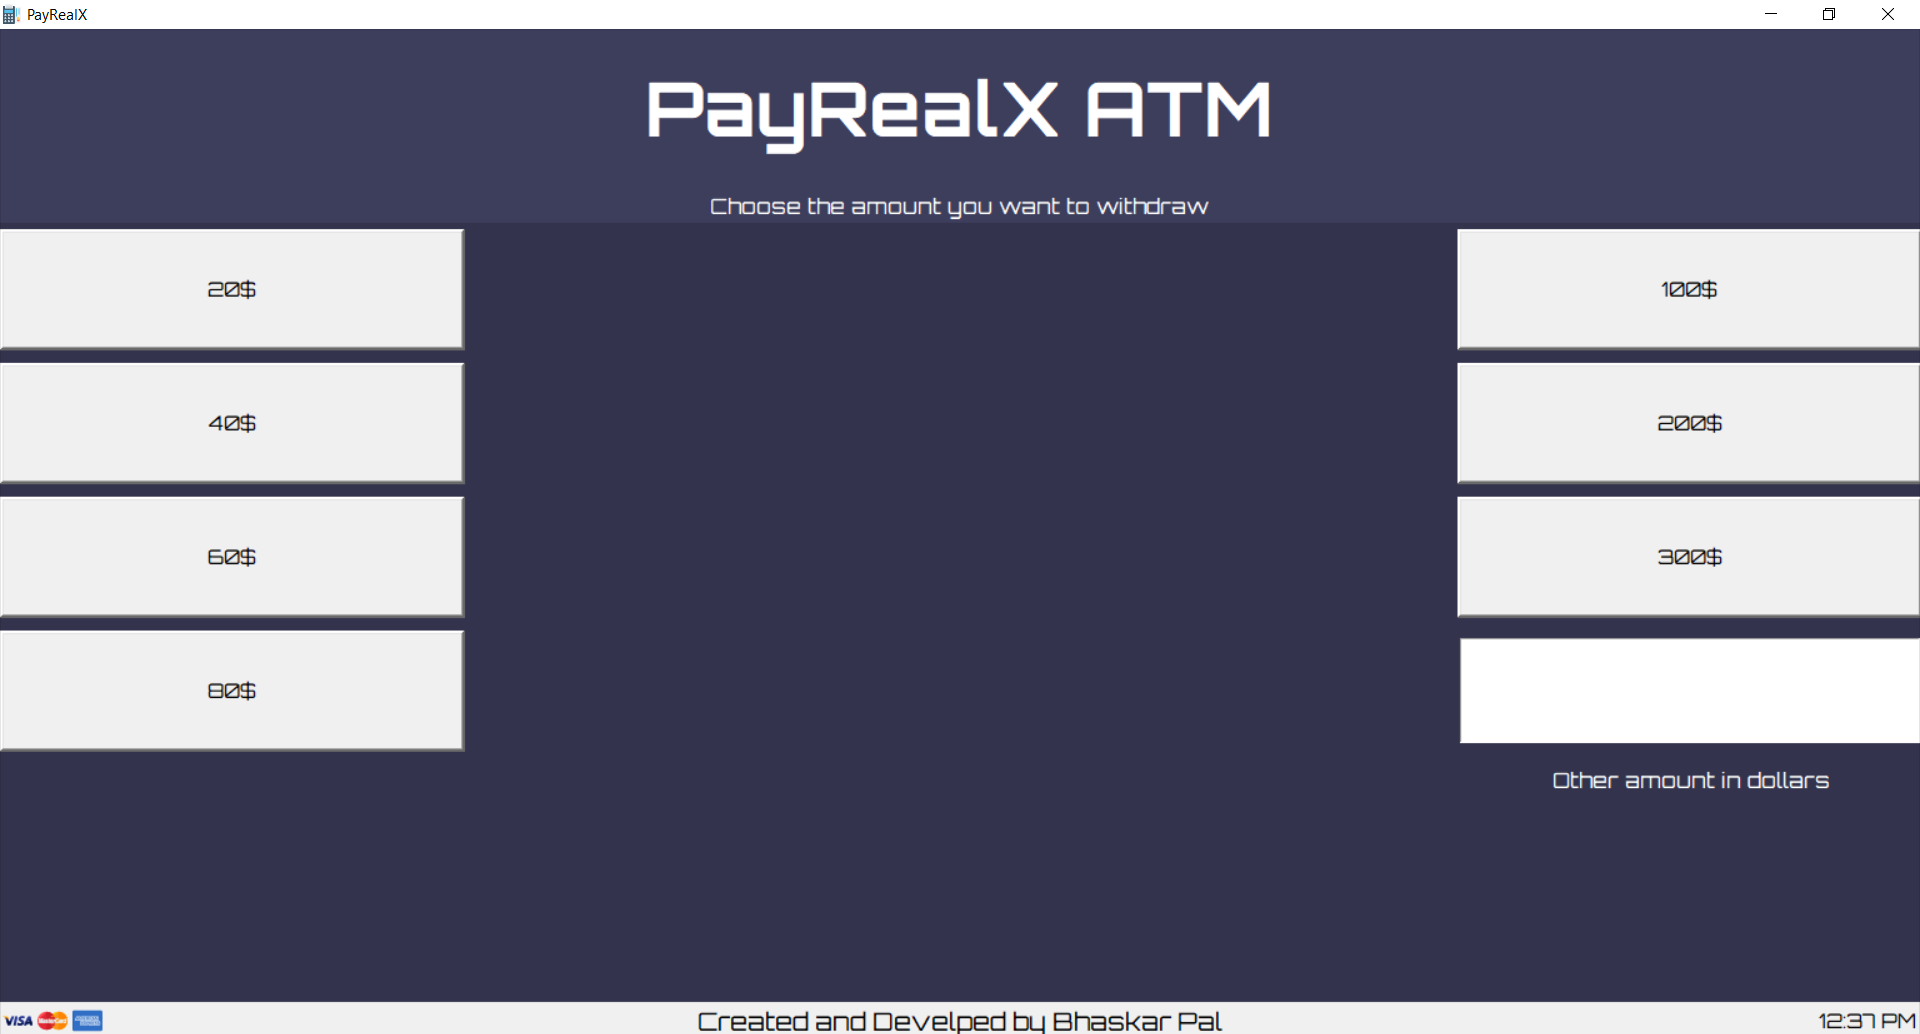 PayRealX
PayRealX ATM
Choose the amount you want to withdraw
20$
100$
40$
200$
60$
300$
80$
Other amount in dollars
VISA MasterCard
Created and Develped by Bhaskar Pal
12:37 PM